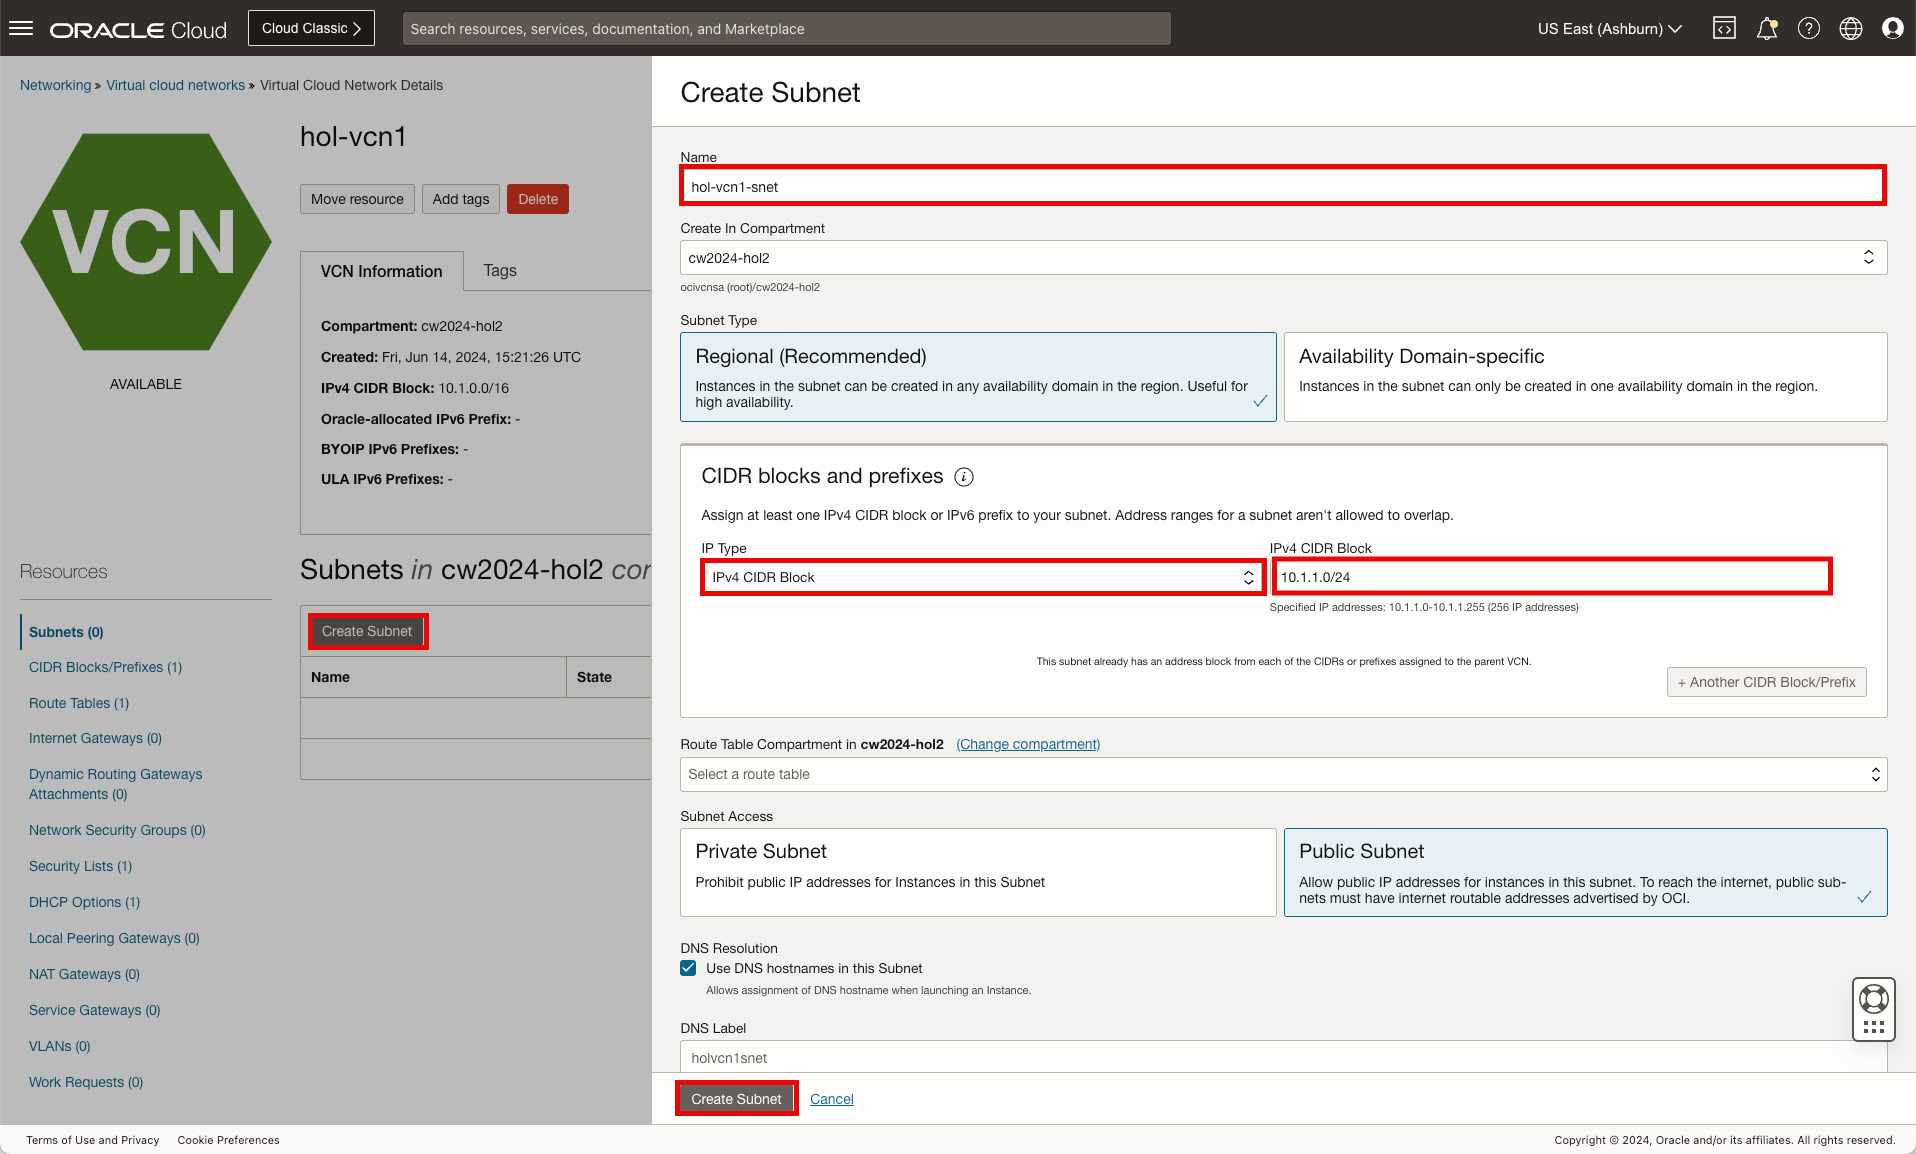 ORACLE Cloud
Cloud Classic
Search resources, services, documentation, and Marketplace
US East (Ashburn)
Networking » Virtual cloud networks » Virtual Cloud Network Details
VCN
AVAILABLE
hol-vcn1
Move resource
Add tags
Delete
VCN Information
Tags
Compartment: cw2024-hol2
Created: Fri, Jun 14, 2024, 15:21:26 UTC
IPv4 CIDR Block: 10.1.0.0/16
Oracle-allocated IPv6 Prefix: -
BYOIP IPv6 Prefixes: -
ULA IPv6 Prefixes: -
Resources
Subnets (0)
CIDR Blocks/Prefixes (1)
Route Tables (1)
Internet Gateways (0)
Dynamic Routing Gateways
Attachments (0)
Network Security Groups (0)
Security Lists (1)
DHCP Options (1)
Local Peering Gateways (0)
NAT Gateways (0)
Service Gateways (0)
VLANs (0)
Work Requests (0)
Subnets in cw2024-hol2 cor
Create Subnet
Name
State
Create Subnet
Name
hol-vcn1-snet
Create In Compartment
cw2024-hol2
ocivcnsa (root)/cw2024-hol2
Subnet Type
Regional (Recommended)
Instances in the subnet can be created in any availability domain in the region. Useful for
high availability.
Availability Domain-specific
Instances in the subnet can only be created in one availability domain in the region.
CIDR blocks and prefixes
Assign at least one IPv4 CIDR block or IPv6 prefix to your subnet. Address ranges for a subnet aren't allowed to overlap.
IP Type
IPv4 CIDR Block
IPv4 CIDR Block
10.1.1.0/24
Specified IP addresses: 10.1.1.0-10.1.1.255 (256 IP addresses)
This subnet already has an address block from each of the CIDRs or prefixes assigned to the parent VCN.
+ Another CIDR Block/Prefix
Route Table Compartment in cw2024-hol2 (Change compartment)
Select a route table
Subnet Access
Private Subnet
Prohibit public IP addresses for Instances in this Subnet
Public Subnet
Allow public IP addresses for instances in this subnet. To reach the internet, public sub-
nets must have internet routable addresses advertised by OCI.
DNS Resolution
Use DNS hostnames in this Subnet
Allows assignment of DNS hostname when launching an Instance.
DNS Label
holvcn1snet
Create Subnet
Cancel
Terms of Use and Privacy
Cookie Preferences
Copyright © 2024, Oracle and/or its affiliates. All rights reserved.